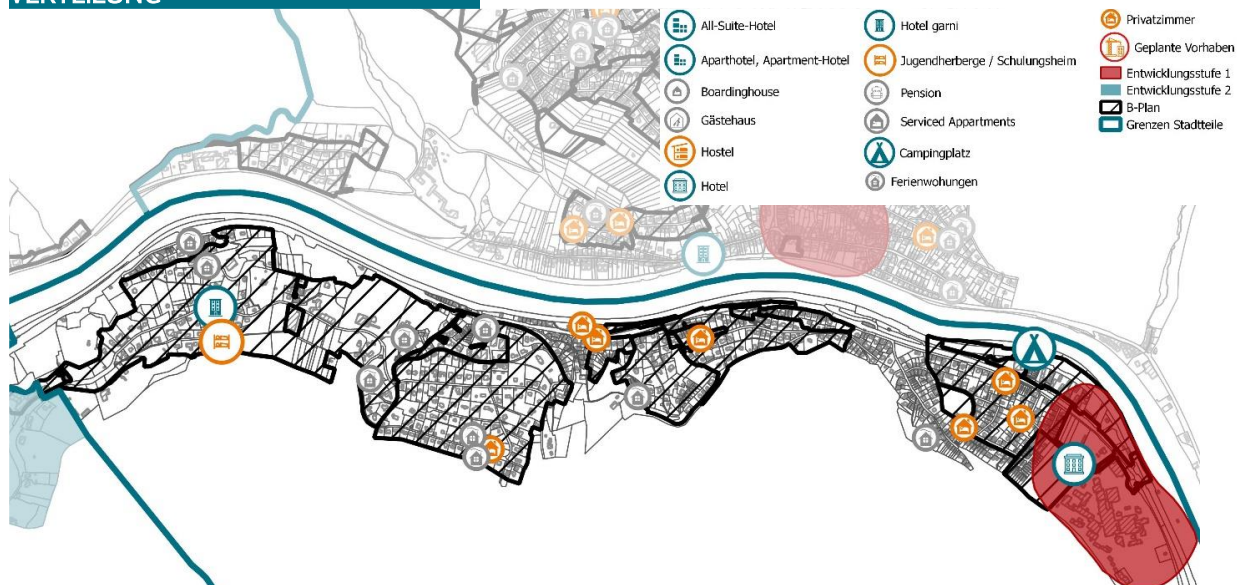 VERTEILUNG
All-Suite-Hotel
Aparthotel, Apartment-Hotel
Boardinghouse
Gästehaus
Hostel
Hotel
Hotel garni
Jugendherberge / Schulungsheim
Pension
Serviced Appartments
Campingplatz
Ferienwohungen
Privatzimmer
Geplante Vorhaben
Entwicklungsstufe 1
Entwicklungsstufe 2
B-Plan
Grenzen Stadtteile